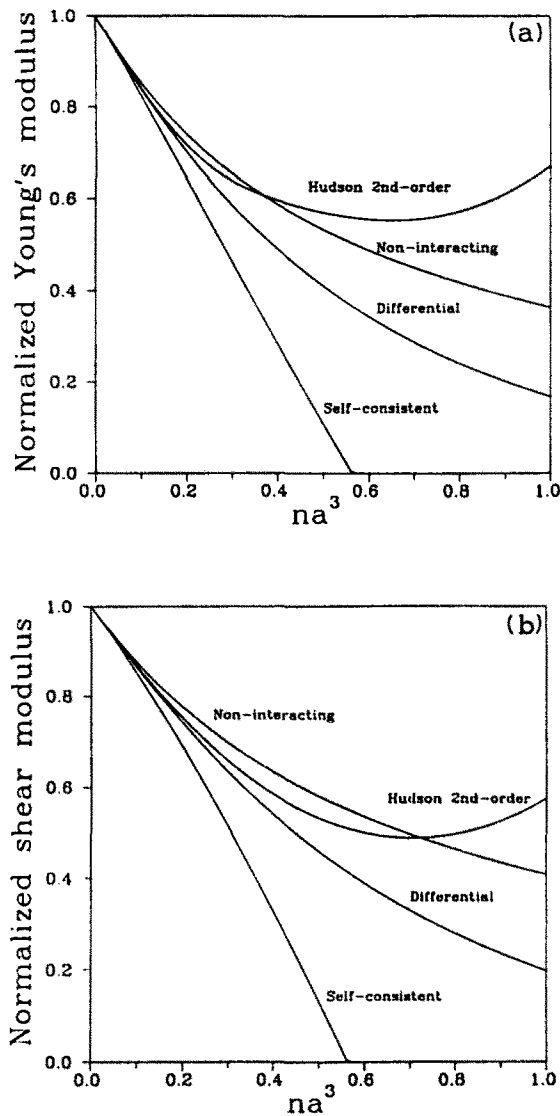 (a)
Normalized Young's modulus
1.0
0.8
0.6
0.4
0.2
0.0
Hudson 2nd-order
Non-interacting
Differential
Self-consistent
0.0 0.2 0.4 0.6 0.8 1.0
na³
(b)
Normalized shear modulus
1.0
0.8
0.6
0.4
0.2
0.0
Non-interacting
Hudson 2nd-order
Differential
Self-consistent
0.0 0.2 0.4 0.6 0.8 1.0
na³